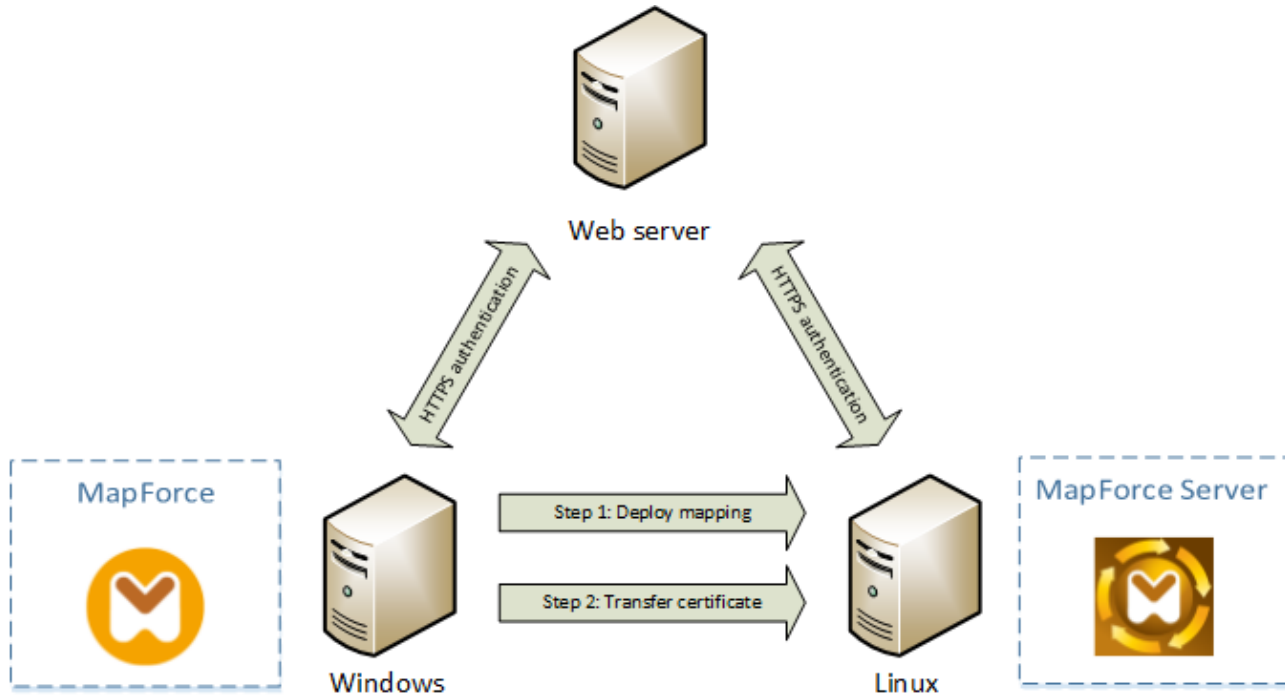 Web server
HTTPS authentication
HTTPS authentication
MapForce
MapForce Server
Step 1: Deploy mapping
Step 2: Transfer certificate
Windows
Linux